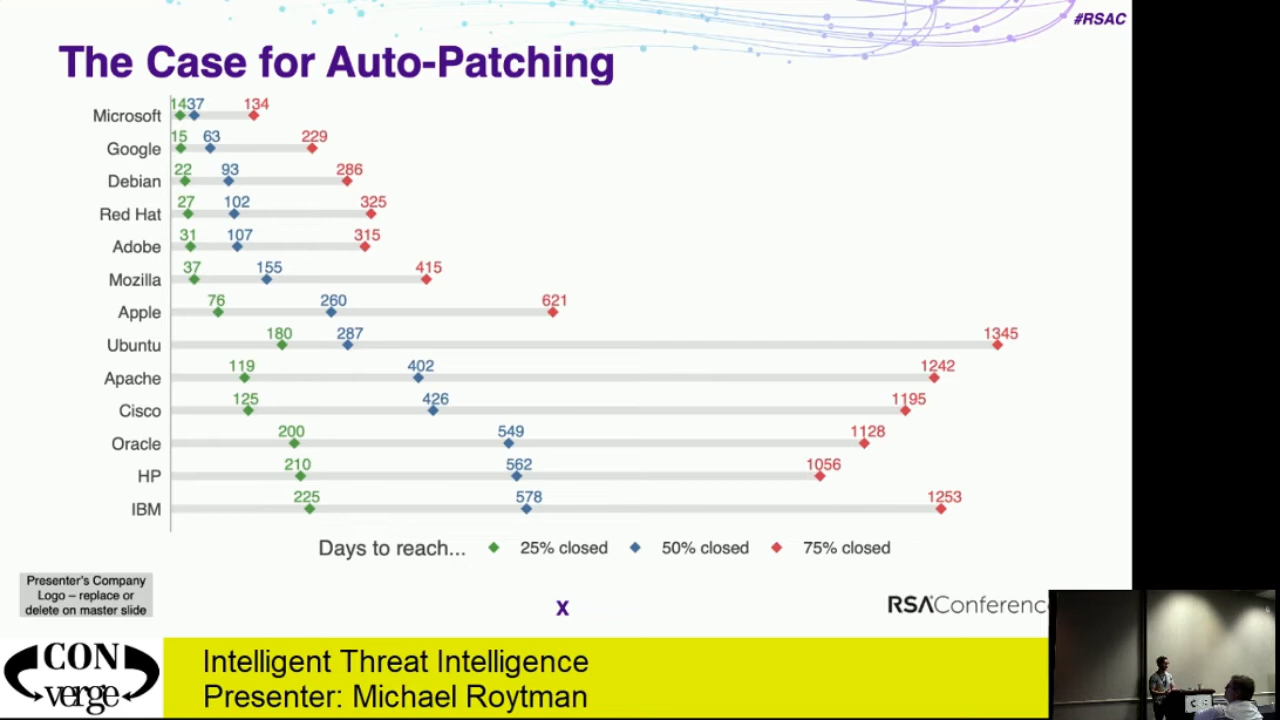 #RSAC
The Case for Auto-Patching
Microsoft 14 37 134
Google 15 63 229
Debian 22 93 286
Red Hat 27 102 325
Adobe 31 107 315
Mozilla 37 155 415
Apple 76 260 621
Ubuntu 180 287 1345
Apache 119 402 1242
Cisco 125 426 1195
Oracle 200 549 1128
HP 210 562 1056
IBM 225 578 1253
Days to reach... 25% closed 50% closed 75% closed
Presenter's Company
Logo – replace or
delete on master slide
X
RSAConferenc
CON
verge
Intelligent Threat Intelligence
Presenter: Michael Roytman